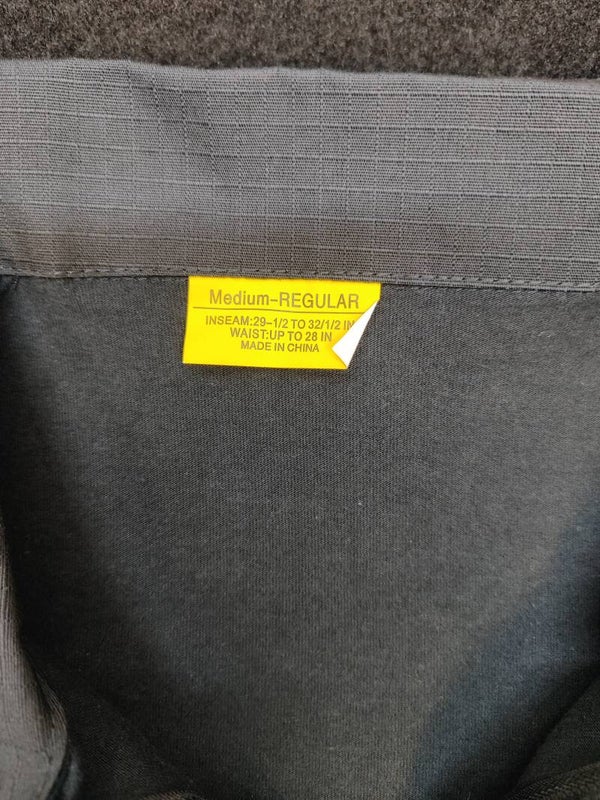 Medium-REGULAR
INSEAM:29-1/2 TO 32/1/2 IN
WAIST:UP TO 28 IN
MADE IN CHINA